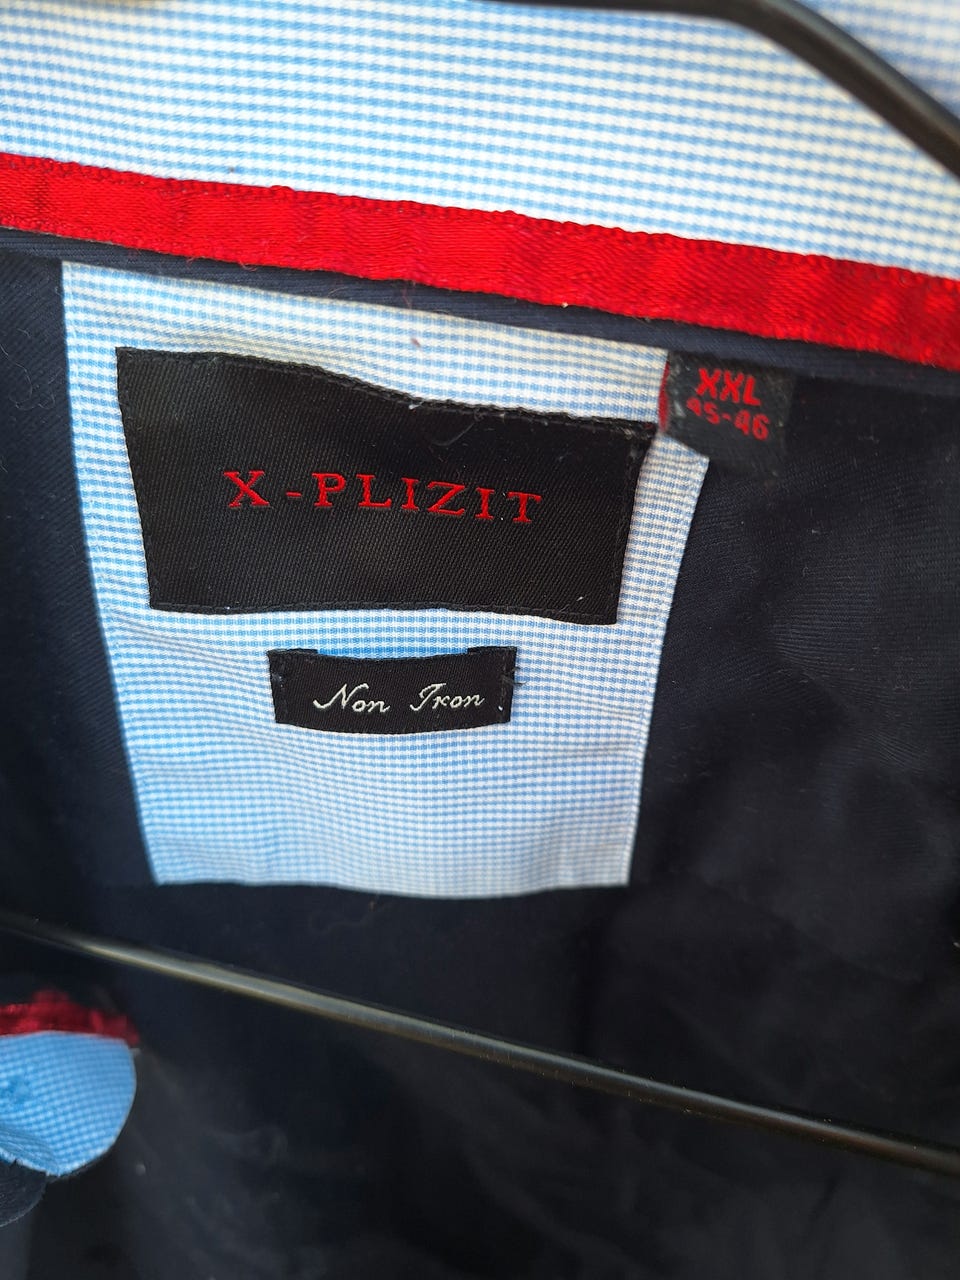 XXL
45-46
X-PLIZIT
Non Iron